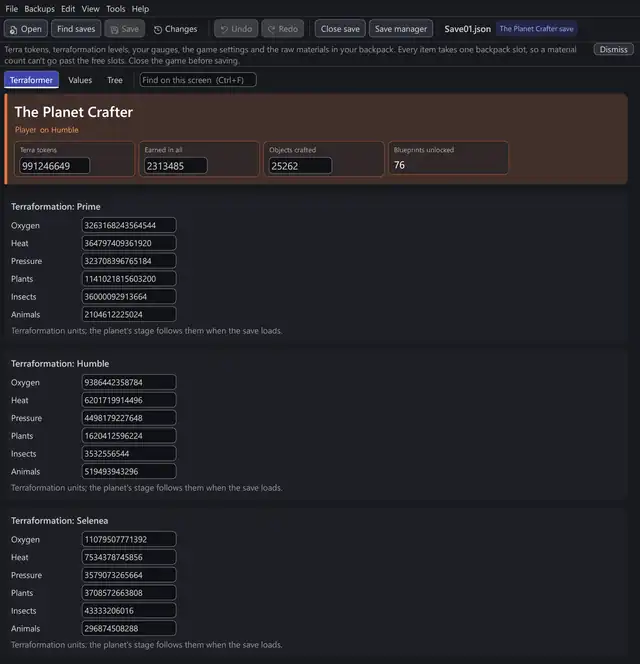 File Backups Edit View Tools Help
Open Find saves Save Changes Undo Redo Close save Save manager Save01.json The Planet Crafter save
Terra tokens, terraformation levels, your gauges, the game settings and the raw materials in your backpack. Every item takes one backpack slot, so a material
count can't go past the free slots. Close the game before saving.
Dismiss
Terraformer Values Tree Find on this screen (Ctrl+F)
The Planet Crafter
Player on Humble
Terra tokens Earned in all Objects crafted Blueprints unlocked
991246649 2313485 25262 76
Terraformation: Prime
Oxygen 3263168243564544
Heat 364797409361920
Pressure 323708396765184
Plants 1141021815603200
Insects 36000092913664
Animals 2104612225024
Terraformation units; the planet's stage follows them when the save loads.
Terraformation: Humble
Oxygen 9386442358784
Heat 6201719914496
Pressure 4498179227648
Plants 1620412596224
Insects 3532556544
Animals 519493943296
Terraformation units; the planet's stage follows them when the save loads.
Terraformation: Selenea
Oxygen 11079507771392
Heat 7534378745856
Pressure 3579073265664
Plants 3708572663808
Insects 43333206016
Animals 296874508288
Terraformation units; the planet's stage follows them when the save loads.